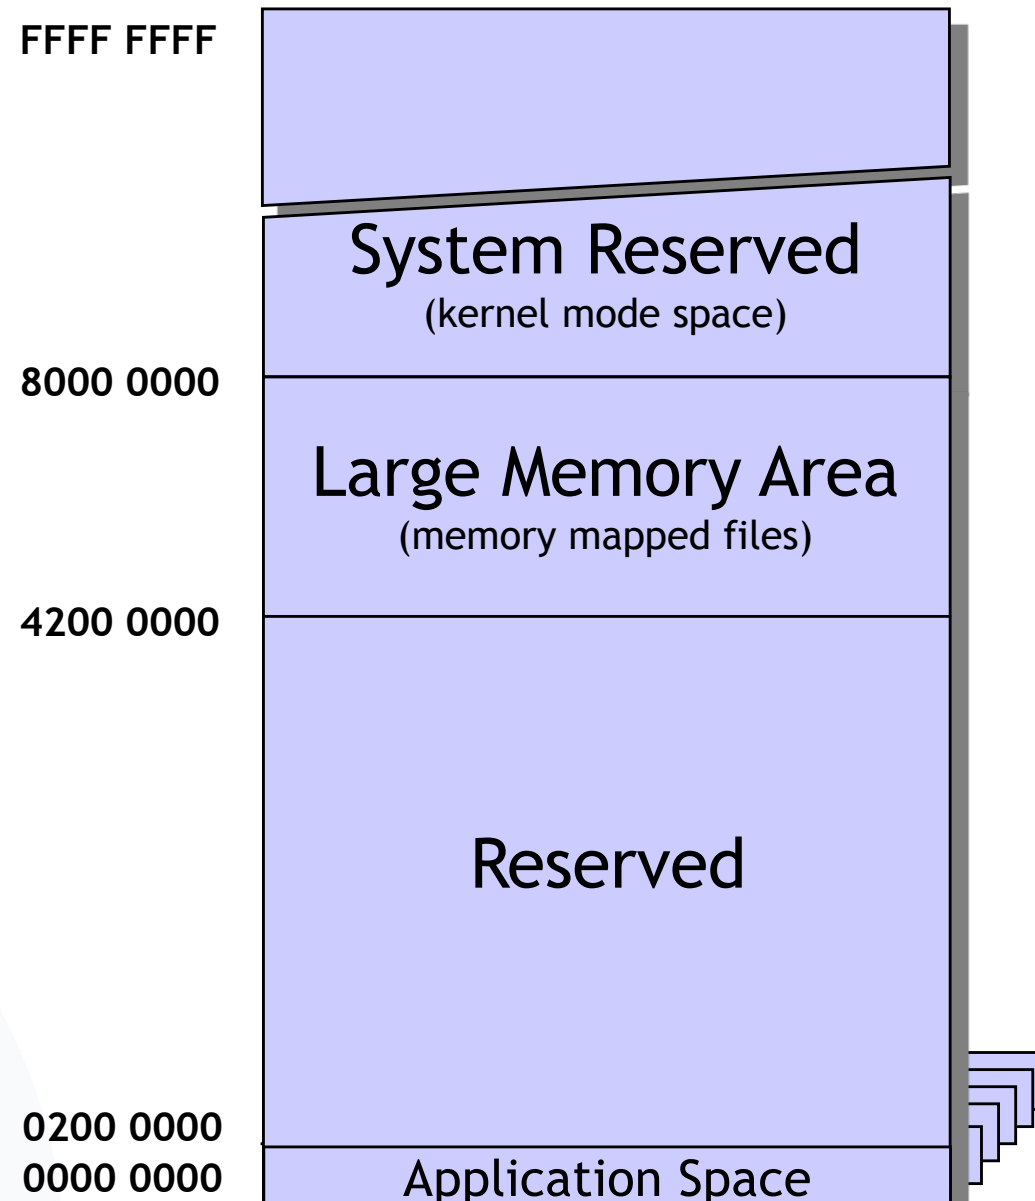 FFFF FFFF
System Reserved
(kernel mode space)
8000 0000
Large Memory Area
(memory mapped files)
4200 0000
Reserved
0200 0000
0000 0000
Application Space